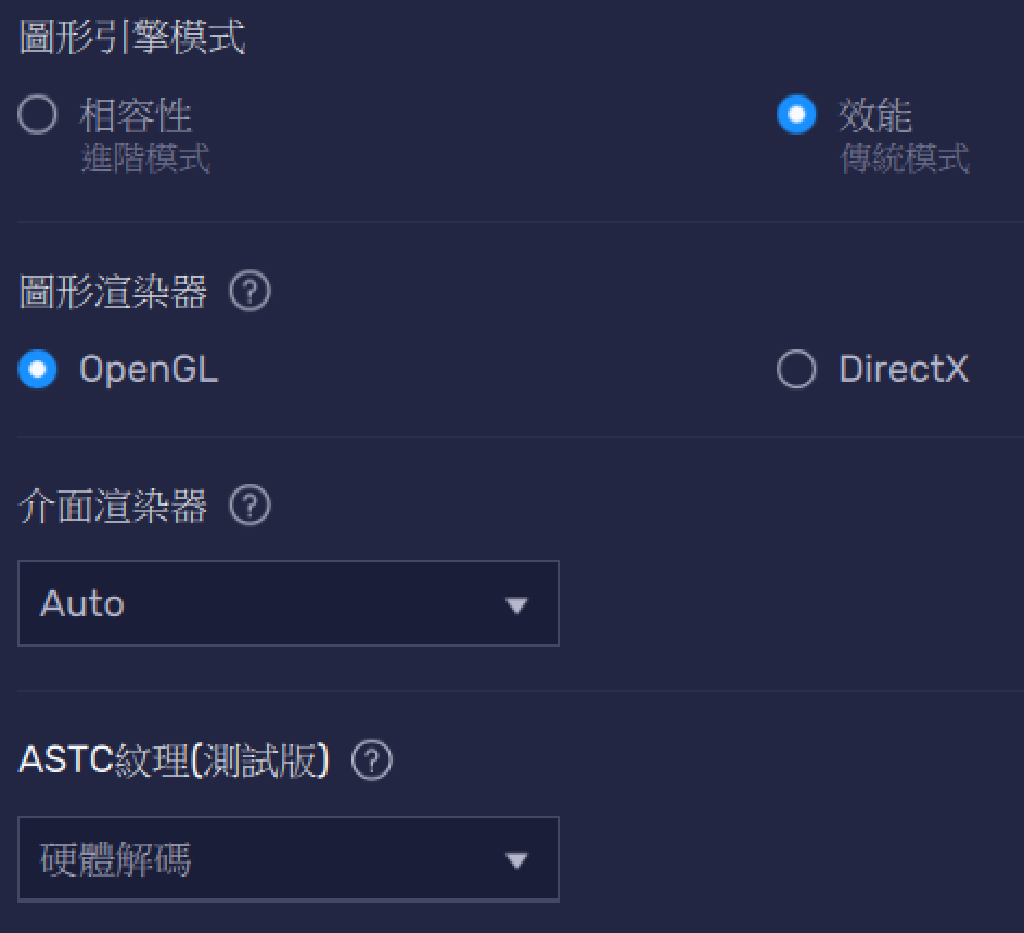 圖形引擎模式
相容性
進階模式
效能
傳統模式
圖形渲染器 ?
OpenGL
DirectX
介面渲染器 ?
Auto
ASTC紋理(測試版) ?
硬體解碼